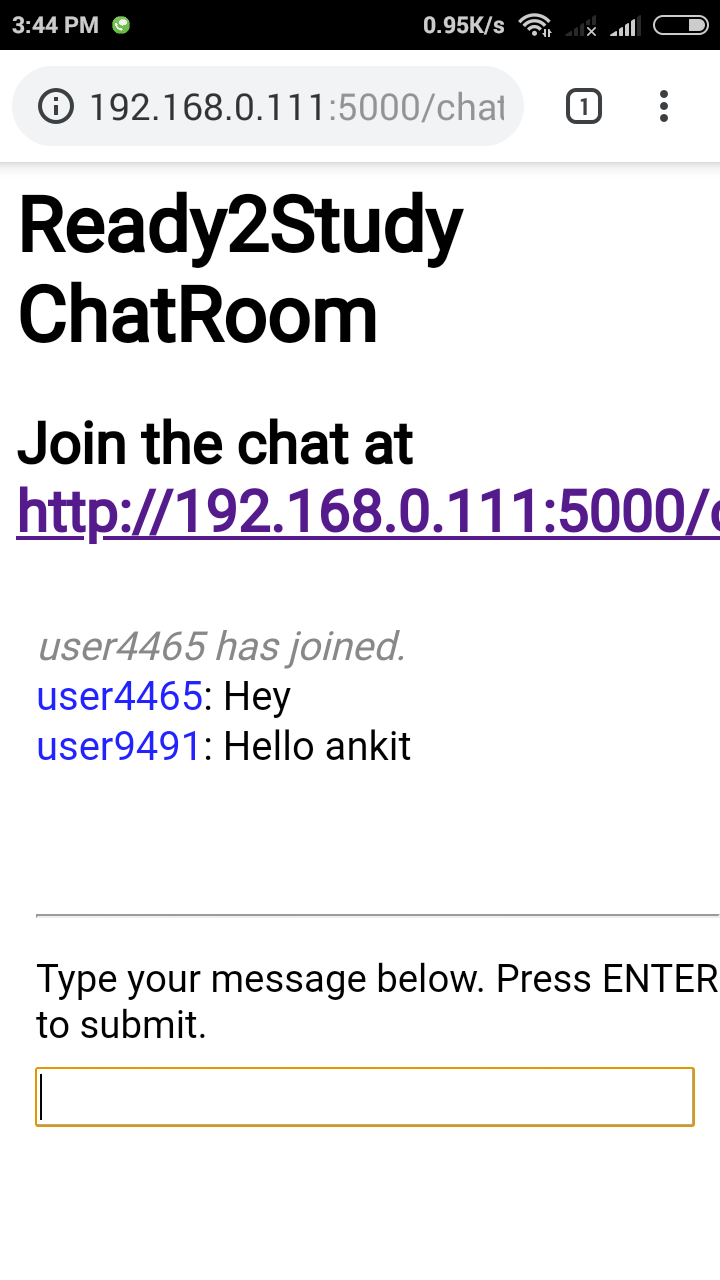 3:44 PM 0.95K/s
192.168.0.111:5000/chat
1
Ready2Study
ChatRoom
Join the chat at
http://192.168.0.111:5000/
user4465 has joined.
user4465: Hey
user9491: Hello ankit
Type your message below. Press ENTER
to submit.